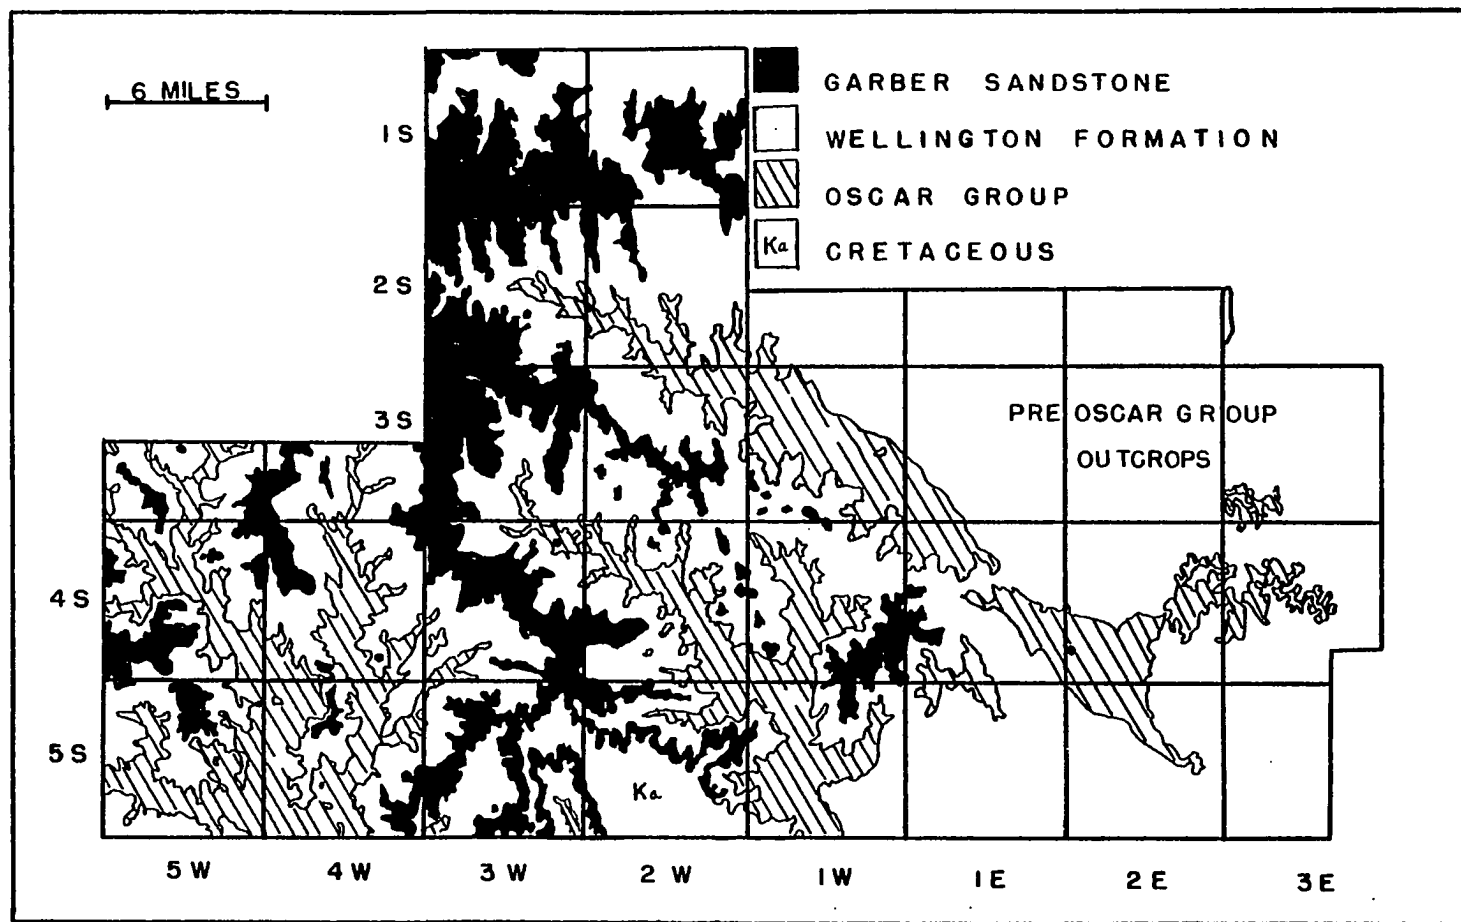 6 MILES
GARBER SANDSTONE
WELLINGTON FORMATION
OSCAR GROUP
Ka CRETACEOUS
1S
2S
3S
4S
5S
PRE OSCAR GROUP
OUTCROPS
Ka
5W 4W 3W 2W 1W 1E 2E 3E